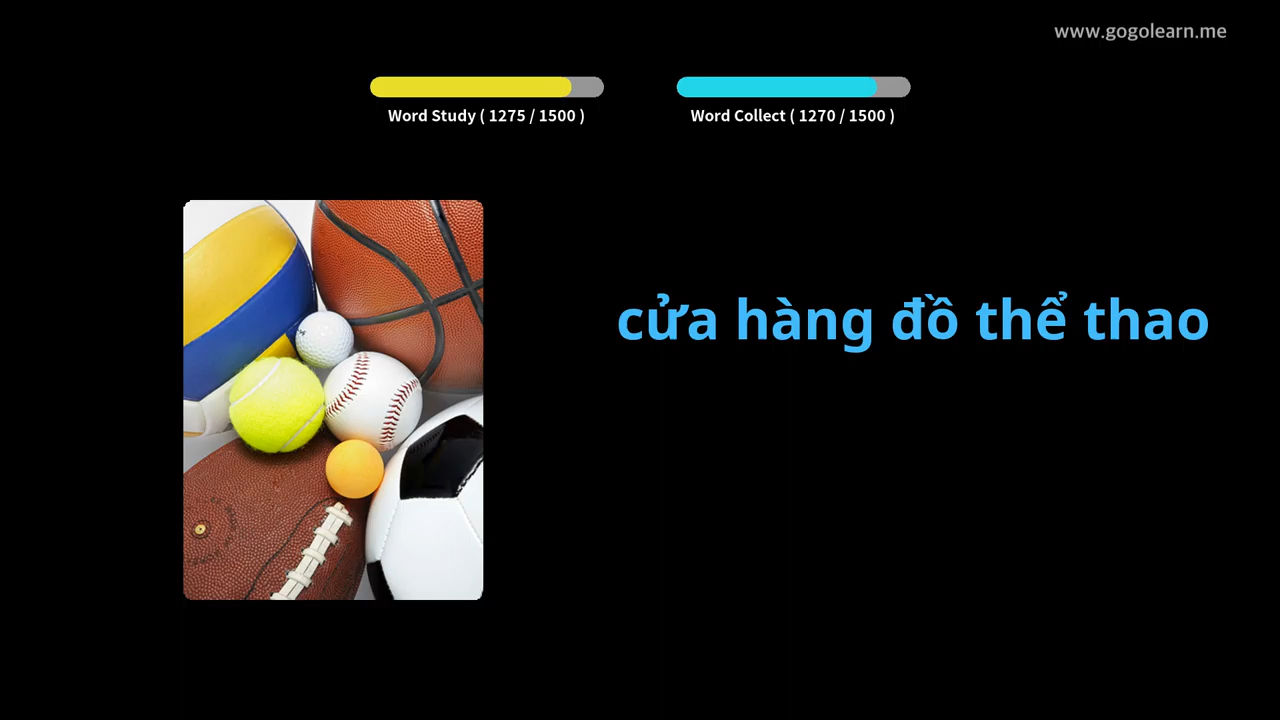 www.gogolearn.me
Word Study ( 1275 / 1500 )
Word Collect ( 1270 / 1500 )
cửa hàng đồ thể thao